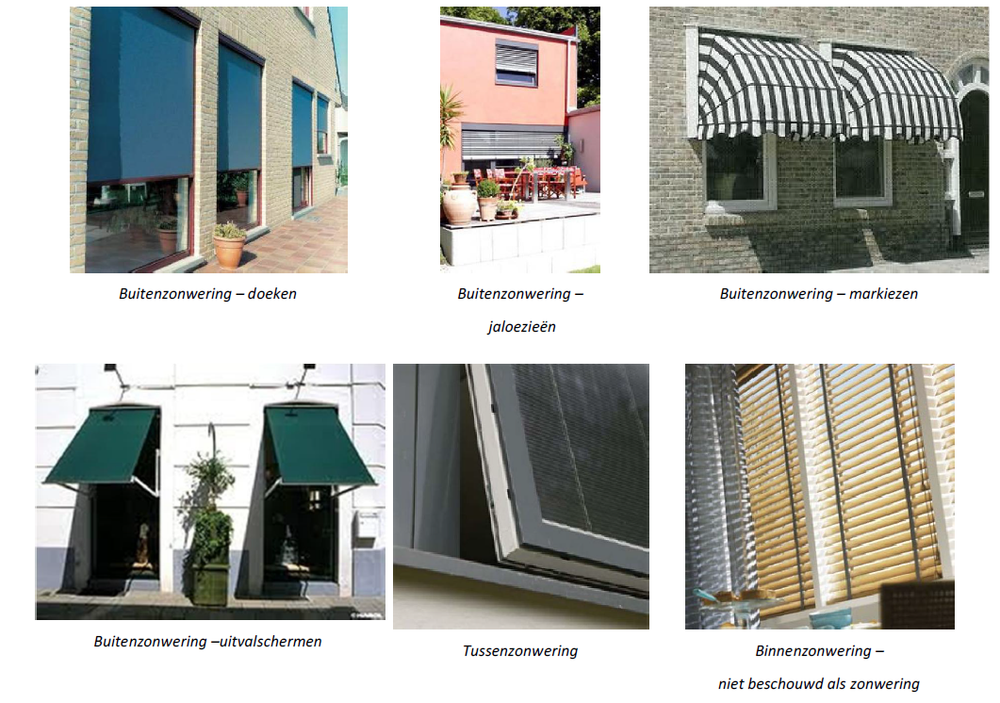 Buitenzonwering – doeken
Buitenzonwering –
jaloezieën
Buitenzonwering – markiezen
Buitenzonwering –uitvalschermen
Tussenzonwering
Binnenzonwering –
niet beschouwd als zonwering